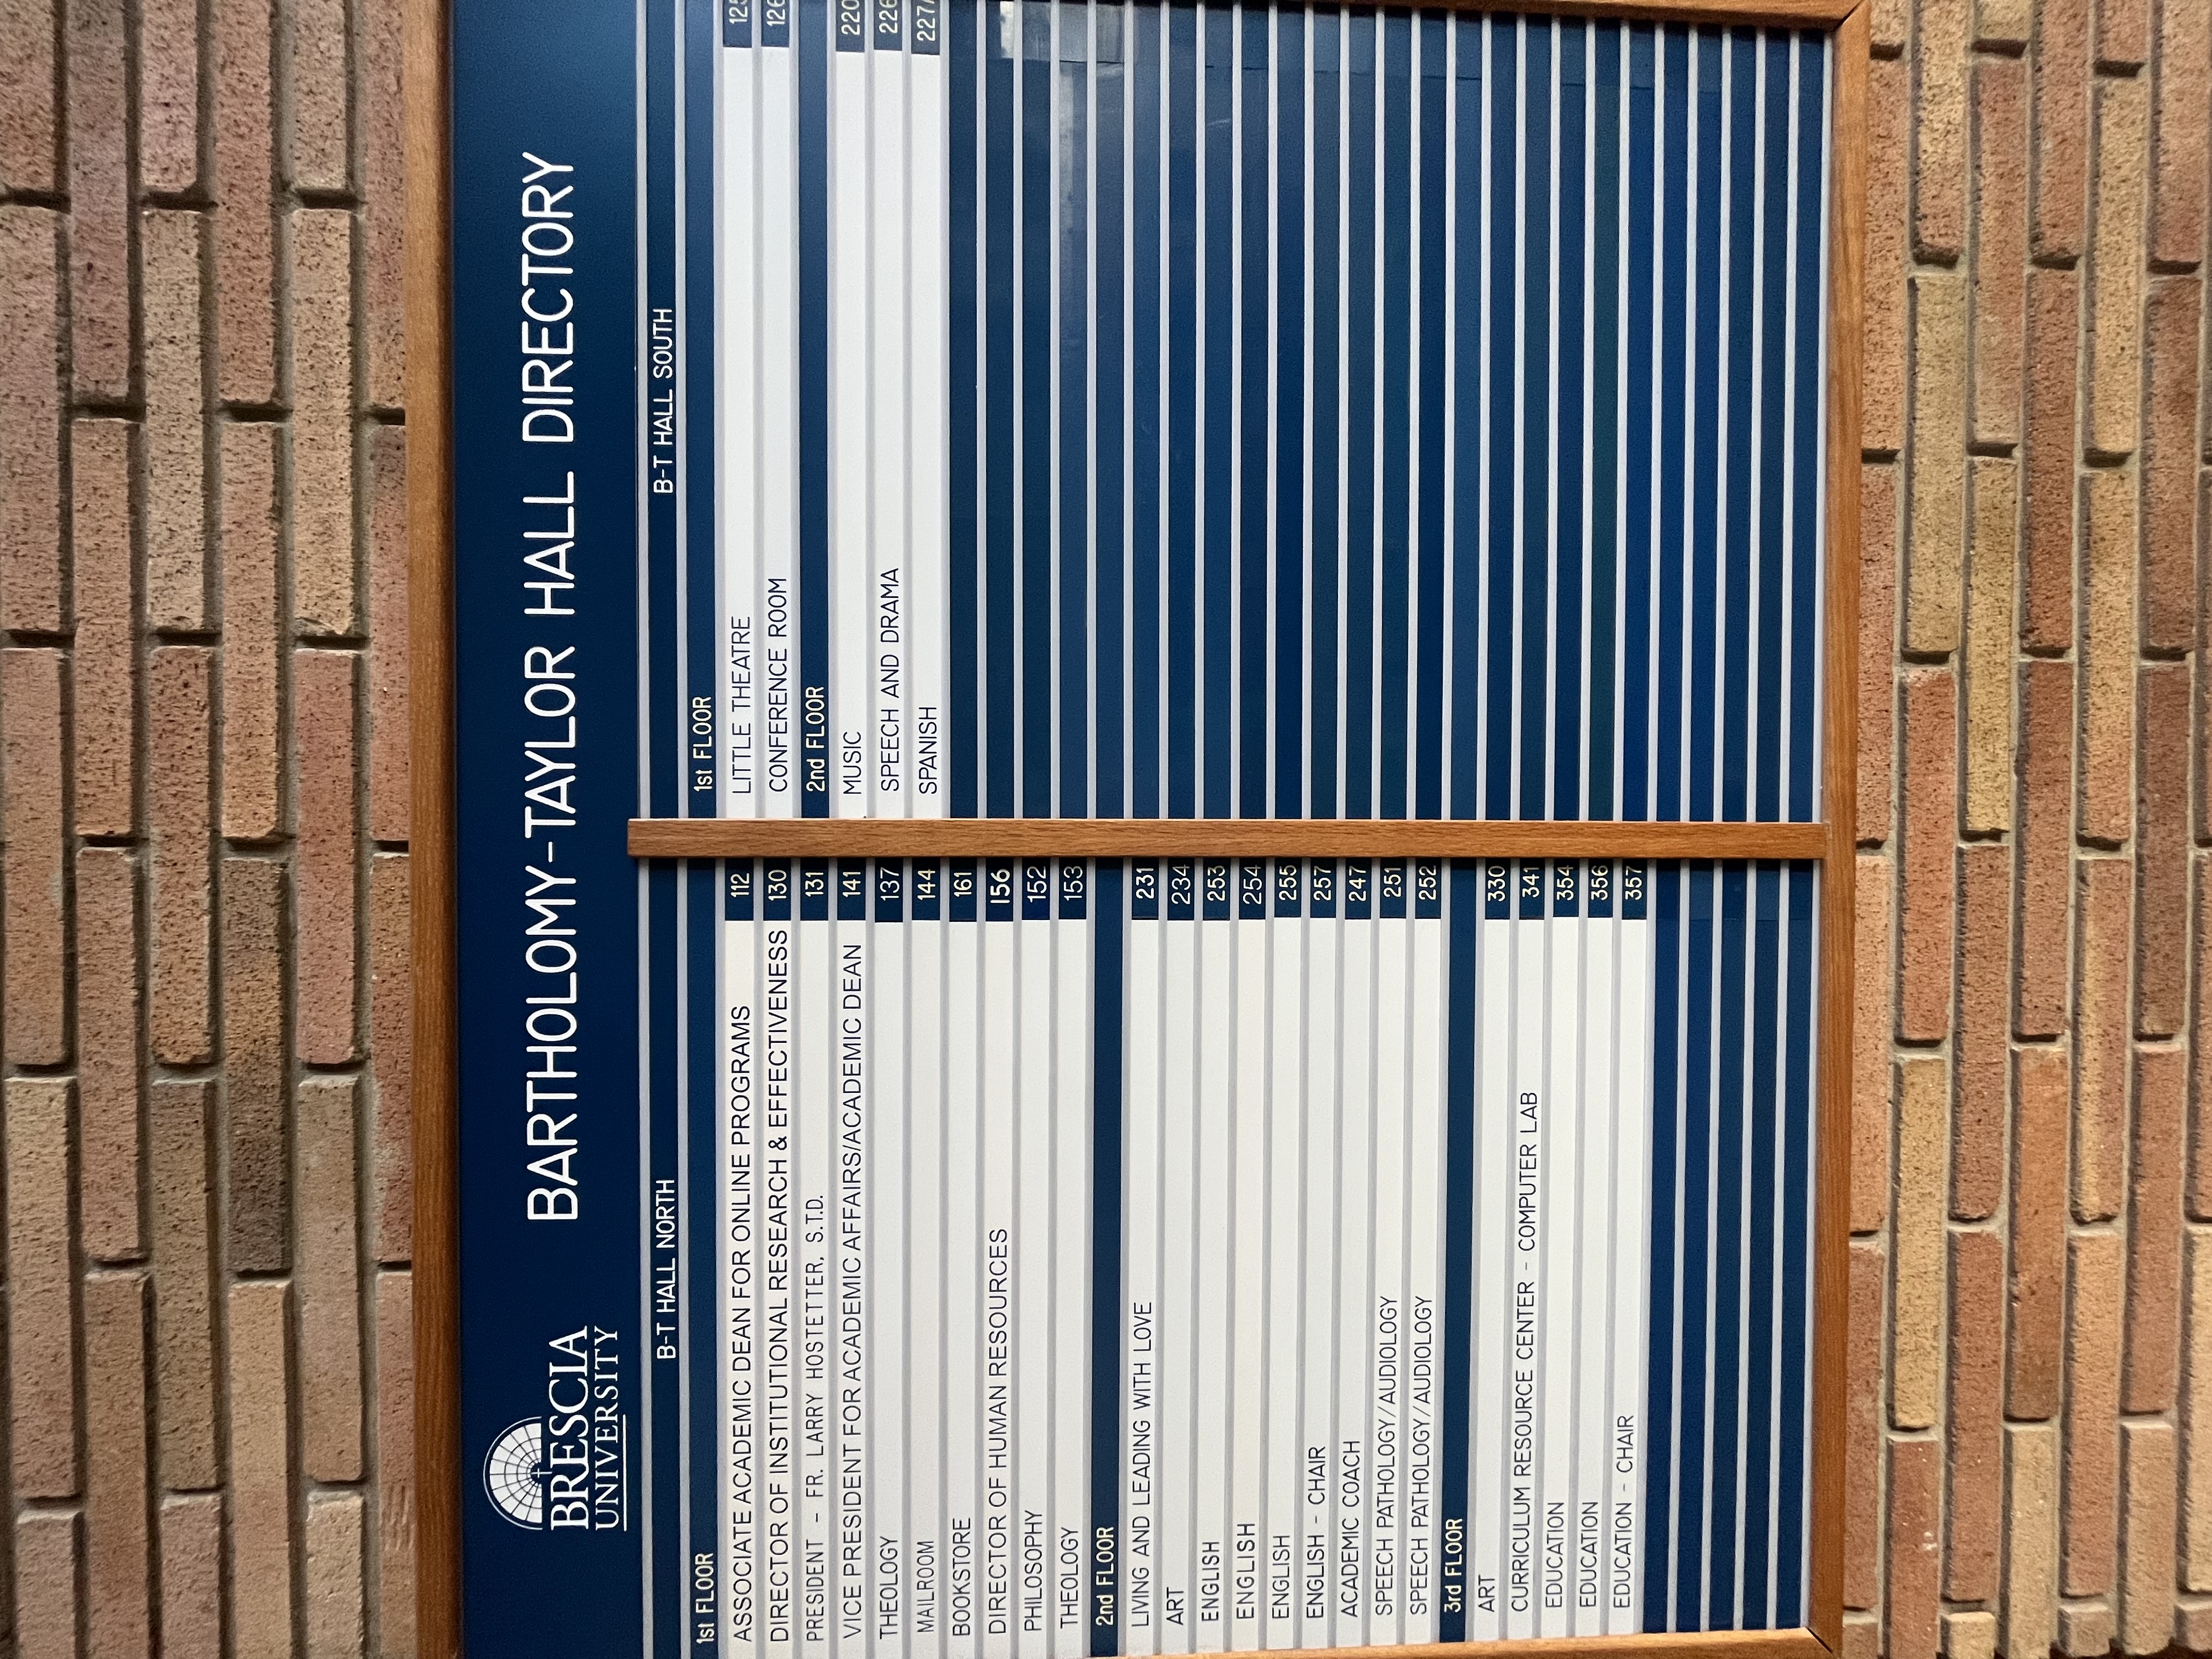 BRESCIA
UNIVERSITY
BARTHOLOMY-TAYLOR HALL DIRECTORY
B-T HALL NORTH
1st FLOOR
ASSOCIATE ACADEMIC DEAN FOR ONLINE PROGRAMS 112
DIRECTOR OF INSTITUTIONAL RESEARCH & EFFECTIVENESS 130
PRESIDENT - FR. LARRY HOSTETTER, S.T.D. 131
VICE PRESIDENT FOR ACADEMIC AFFAIRS/ACADEMIC DEAN 141
THEOLOGY 137
MAILROOM 144
BOOKSTORE 161
DIRECTOR OF HUMAN RESOURCES 156
PHILOSOPHY 152
THEOLOGY 153
2nd FLOOR
LIVING AND LEADING WITH LOVE 231
ART 234
ENGLISH 253
ENGLISH 254
ENGLISH 255
ENGLISH - CHAIR 257
ACADEMIC COACH 247
SPEECH PATHOLOGY/AUDIOLOGY 251
SPEECH PATHOLOGY/AUDIOLOGY 252
3rd FLOOR
ART 330
CURRICULUM RESOURCE CENTER - COMPUTER LAB 341
EDUCATION 354
EDUCATION 356
EDUCATION - CHAIR 357
B-T HALL SOUTH
1st FLOOR
LITTLE THEATRE 125
CONFERENCE ROOM 126
2nd FLOOR
MUSIC 220
SPEECH AND DRAMA 226
SPANISH